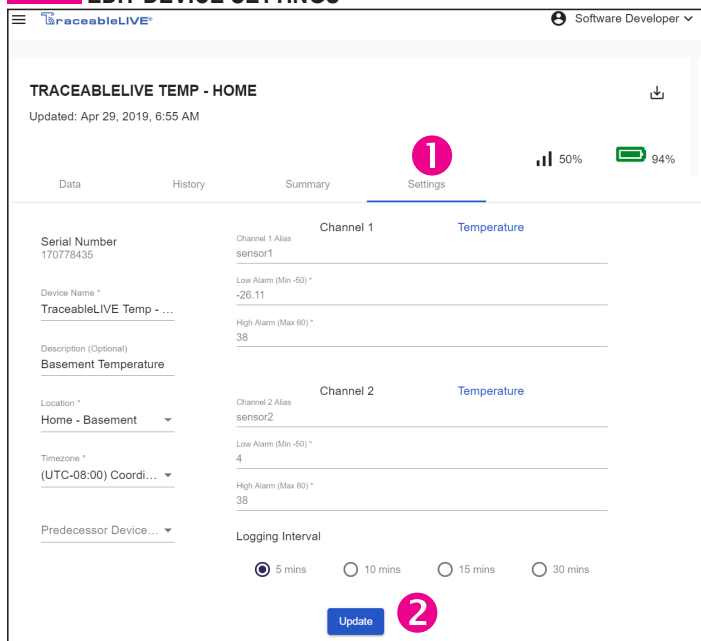 EDIT DEVICE SETTINGS
TraceableLIVE®
Software Developer
TRACEABLELIVE TEMP - HOME
Updated: Apr 29, 2019, 6:55 AM
1
50%
94%
Data History Summary Settings
Serial Number
170778435
Device Name *
TraceableLIVE Temp - ...
Description (Optional)
Basement Temperature
Location *
Home - Basement
Timezone *
(UTC-08:00) Coordi...
Predecessor Device...
Channel 1 Temperature
Channel 1 Alias
sensor1
Low Alarm (Min -50) *
-26.11
High Alarm (Max 60) *
38
Channel 2 Temperature
Channel 2 Alias
sensor2
Low Alarm (Min -50) *
4
High Alarm (Max 60) *
38
Logging Interval
5 mins 10 mins 15 mins 30 mins
Update 2